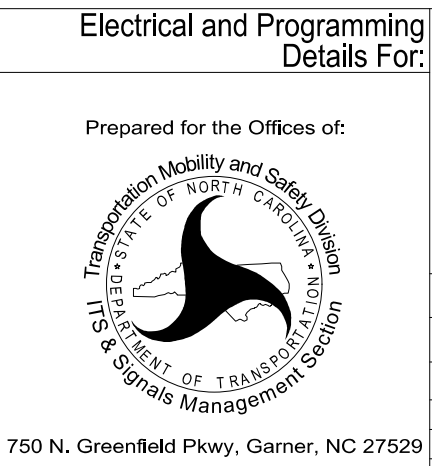 Electrical and Programming
Details For:
Prepared for the Offices of:
Transportation Mobility and Safety Division
STATE OF NORTH CAROLINA
DEPARTMENT OF TRANSPORTATION
ITS & Signals Management Section
750 N. Greenfield Pkwy, Garner, NC 27529